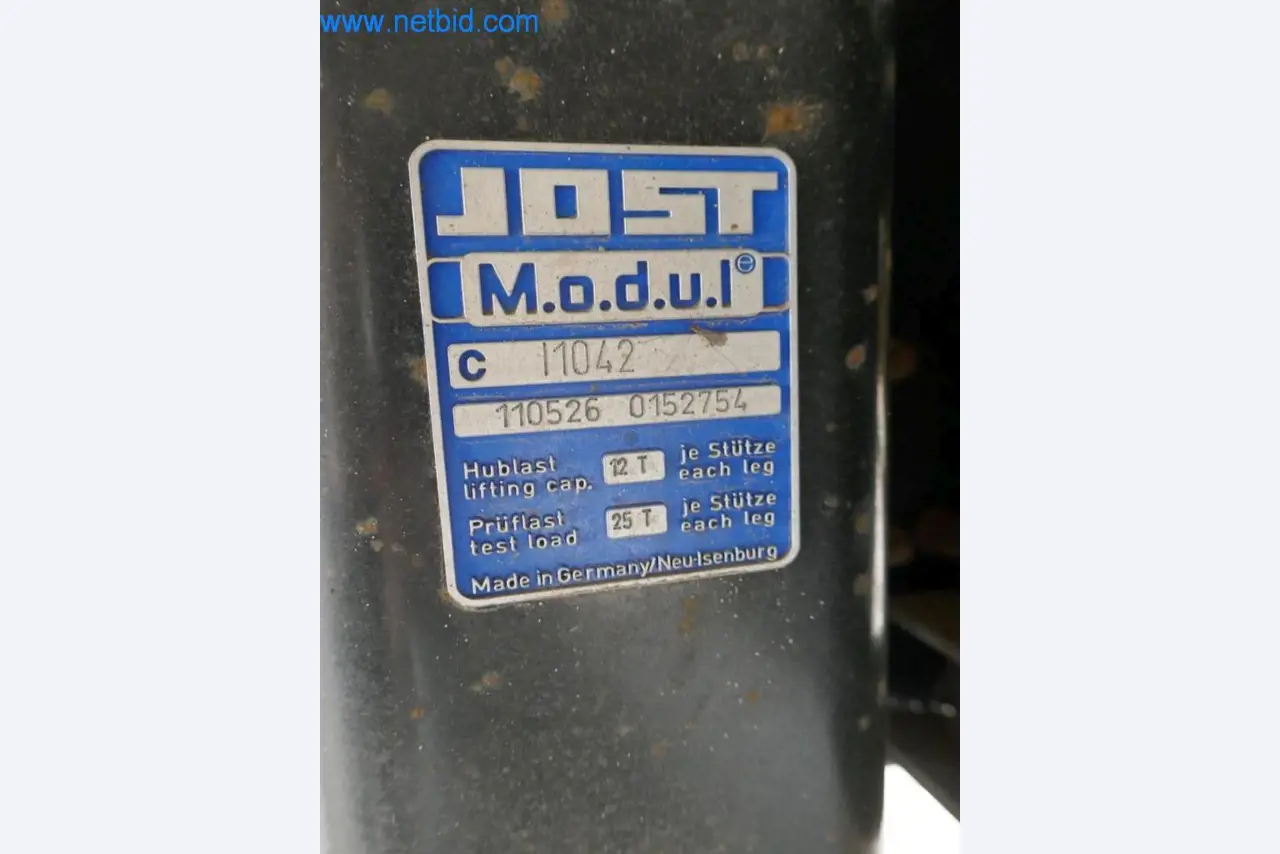 www.netbid.com
JOST
M.o.d.u.l
C I1042
110526 0152754
Hublast 12 T je Stütze
lifting cap. each leg
Prüflast 25 T je Stütze
test load each leg
Made in Germany/Neu-Isenburg